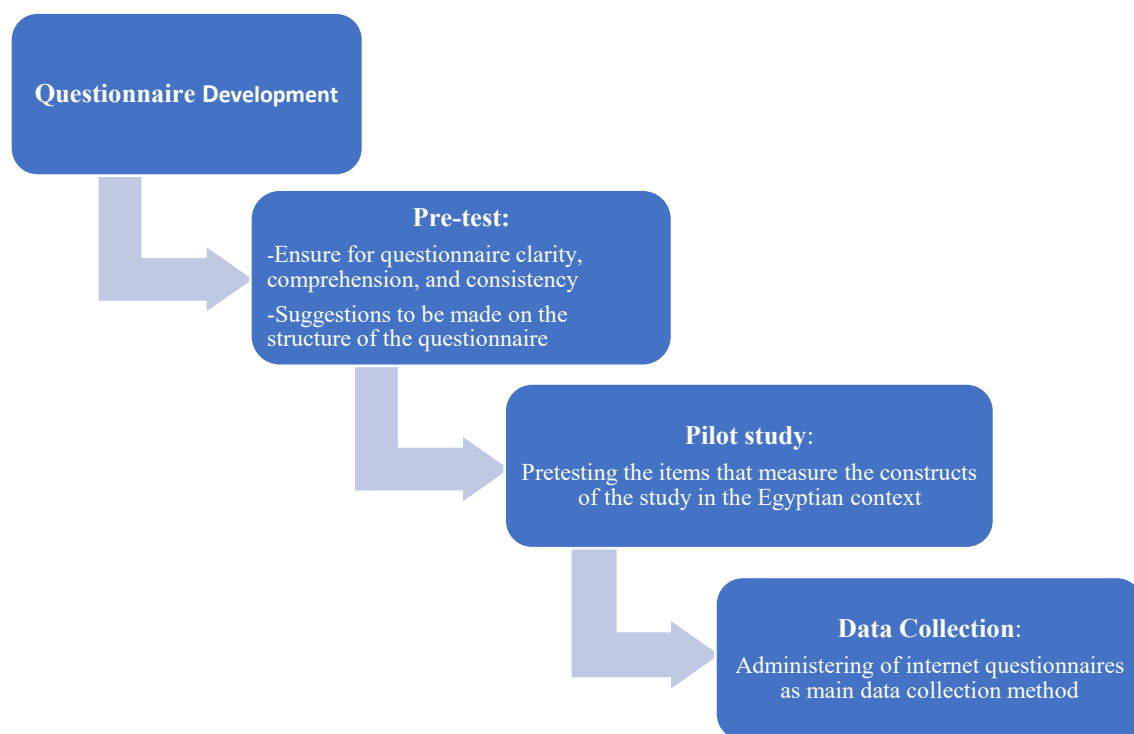 Questionnaire Development
Pre-test:
-Ensure for questionnaire clarity,
comprehension, and consistency
-Suggestions to be made on the
structure of the questionnaire
Pilot study:
Pretesting the items that measure the constructs
of the study in the Egyptian context
Data Collection:
Administering of internet questionnaires
as main data collection method